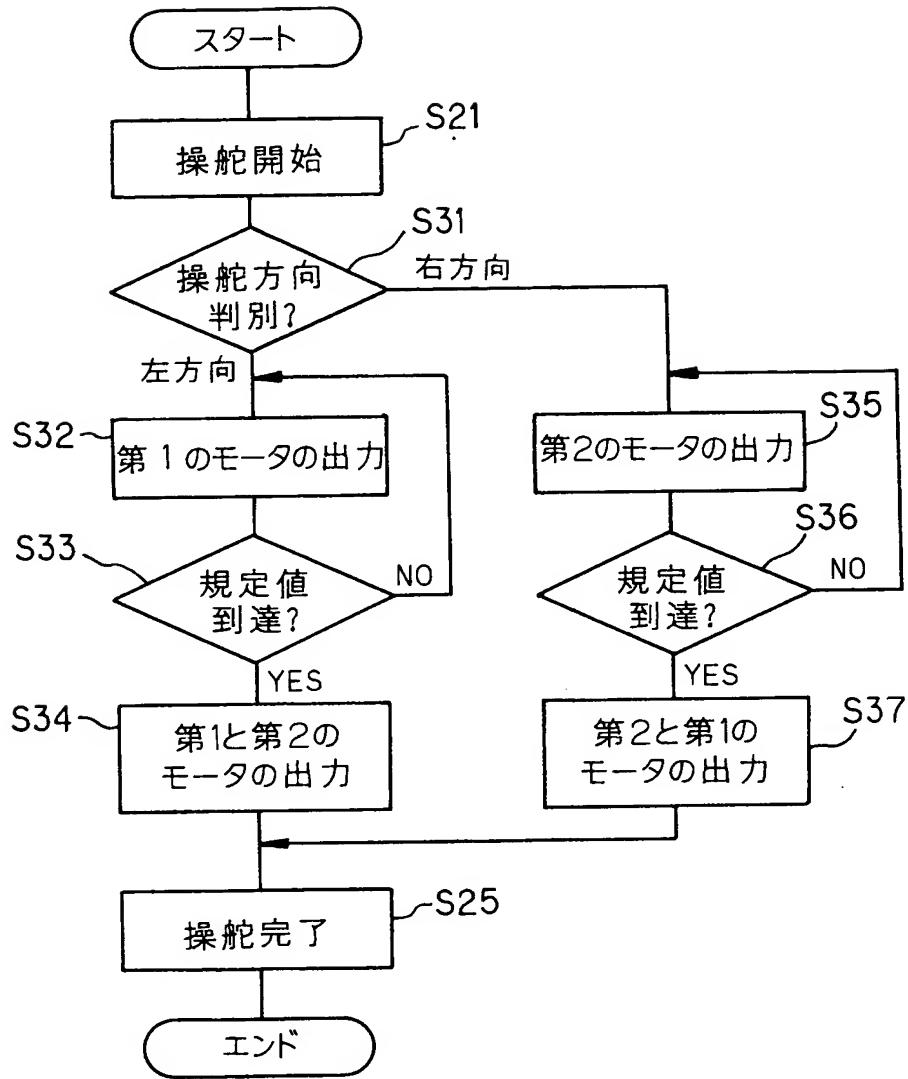 スタート
S21
操舵開始
S31
操舵方向
判別?
右方向
左方向
S32
第1のモータの出力
S35
第2のモータの出力
S33
規定値
到達?
NO
S36
規定値
到達?
NO
YES
YES
S34
第1と第2の
モータの出力
S37
第2と第1の
モータの出力
S25
操舵完了
エンド